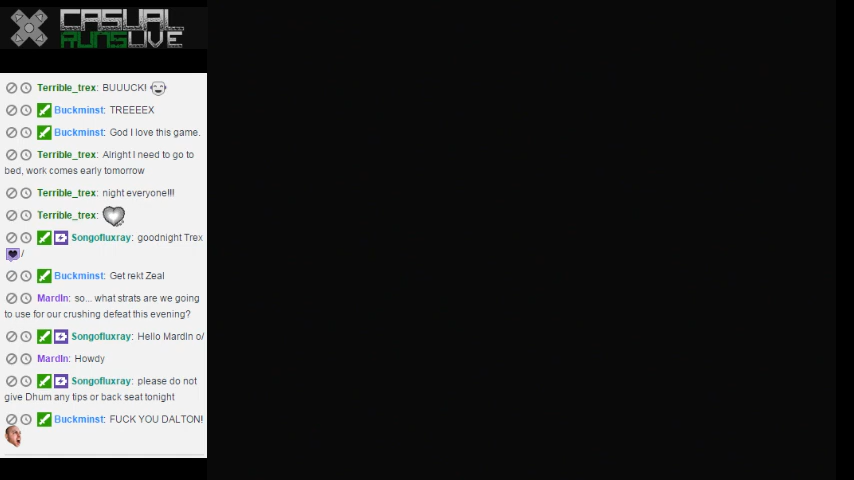 CASUAL
RUNSLIVE
Terrible_trex: BUUUCK!
Buckminst: TREEEEX
Buckminst: God I love this game.
Terrible_trex: Alright I need to go to
bed, work comes early tomorrow
Terrible_trex: night everyone!!!
Terrible_trex:
Songofluxray: goodnight Trex
/
Buckminst: Get rekt Zeal
Mardln: so... what strats are we going
to use for our crushing defeat this evening?
Songofluxray: Hello Mardln o/
Mardln: Howdy
Songofluxray: please do not
give Dhum any tips or back seat tonight
Buckminst: FUCK YOU DALTON!